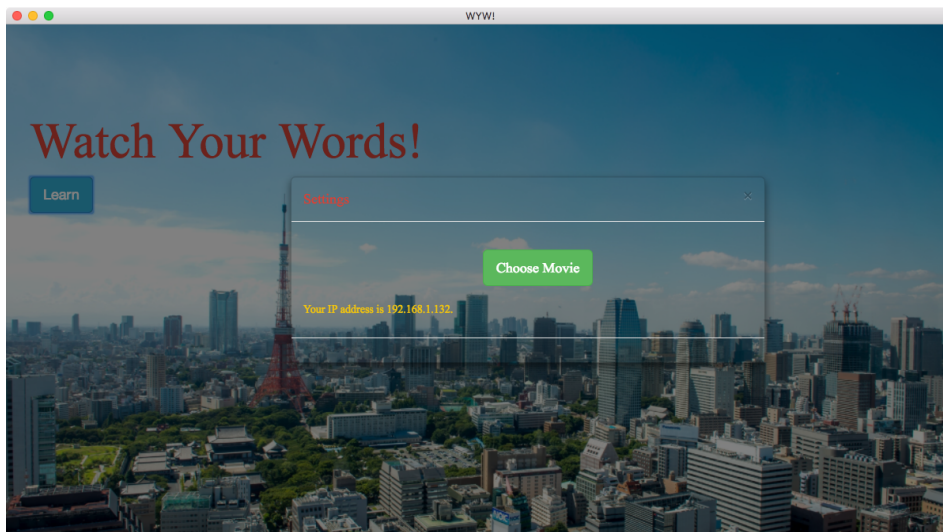 WYW!
Watch Your Words!
Learn
Settings
×
Choose Movie
Your IP address is 192.168.1.132.